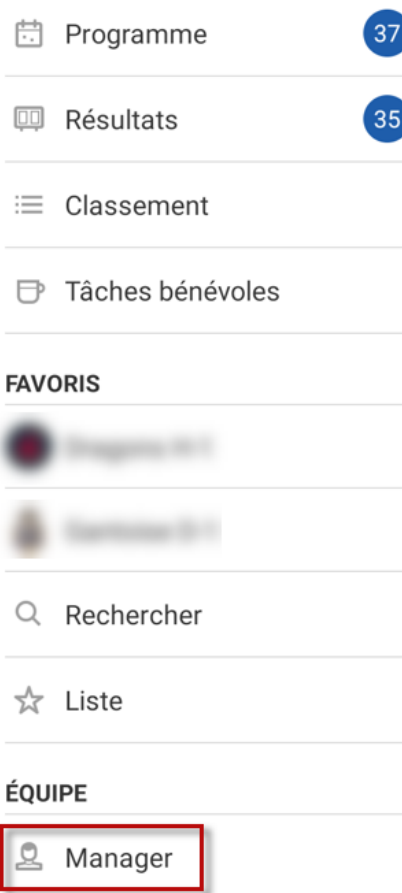 Programme 37
Résultats 35
Classement
Tâches bénévoles
FAVORIS
Rechercher
Liste
ÉQUIPE
Manager